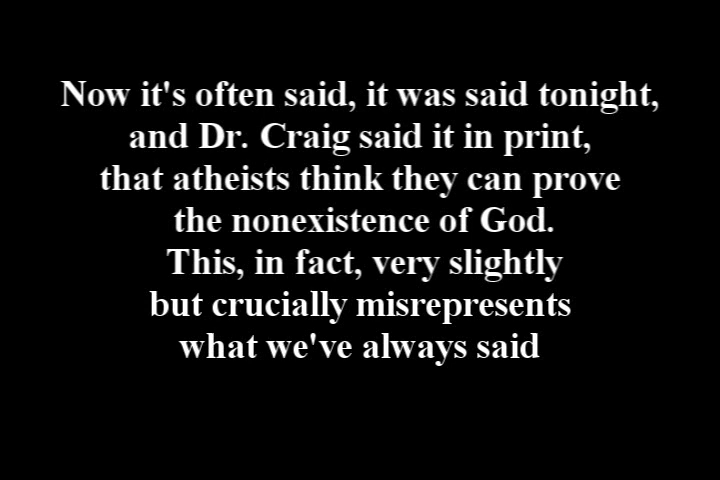 Now it's often said, it was said tonight,
and Dr. Craig said it in print,
that atheists think they can prove
the nonexistence of God.
This, in fact, very slightly
but crucially misrepresents
what we've always said